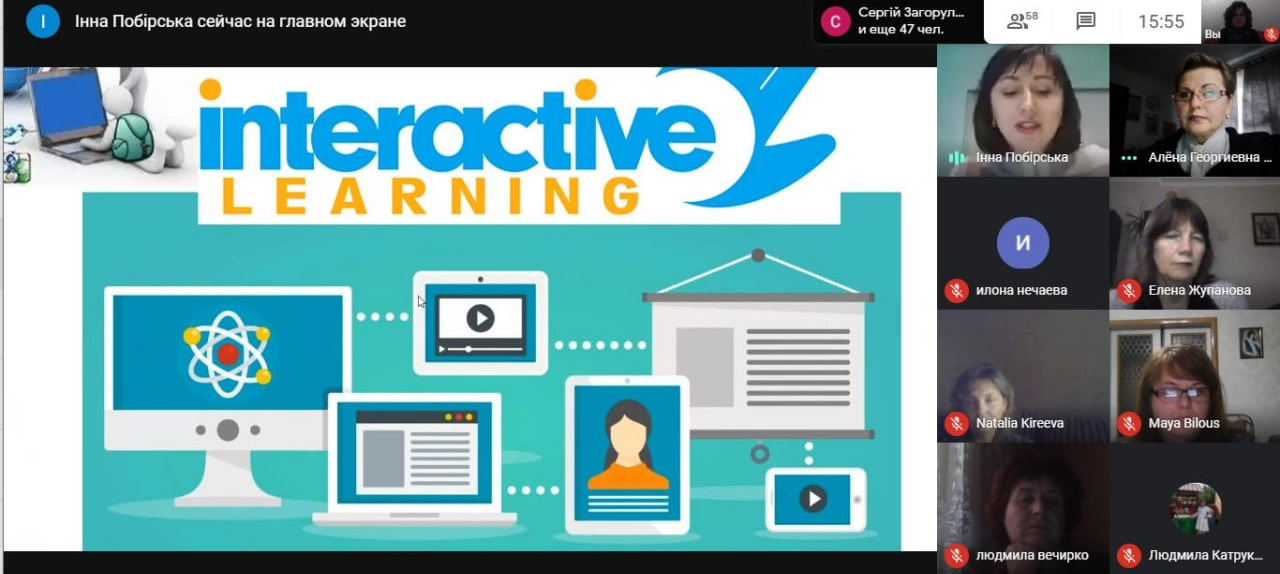 І
Інна Побірська сейчас на главном экране
С
Сергій Загорул...
и еще 47 чел.
58
15:55
Вы
interactive
LEARNING
Інна Побірська
Алёна Георгиевна ...
И
илона нечаева
Елена Жупанова
Natalia Kireeva
Maya Bilous
людмила вечирко
Людмила Катрук...